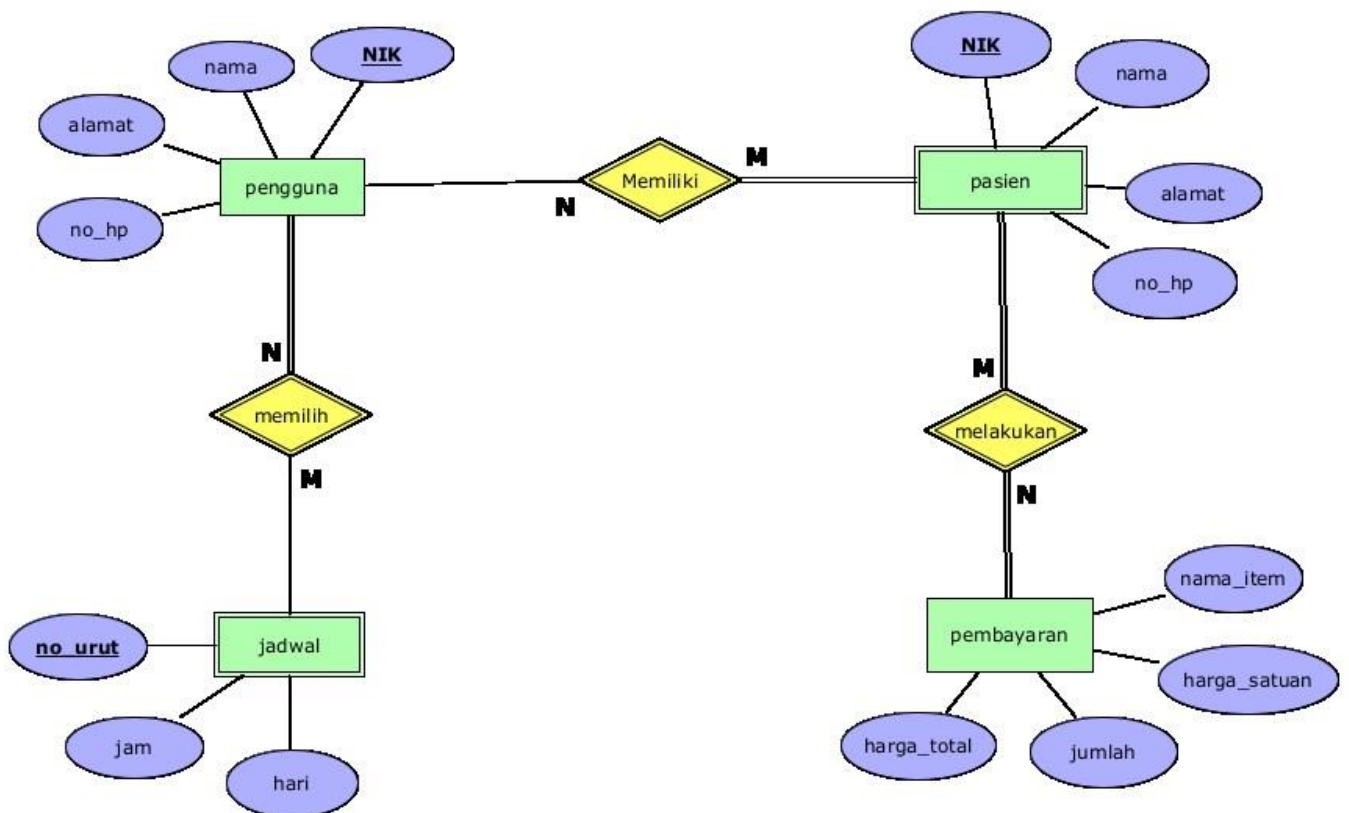 NIK
nama
alamat
pengguna
no_hp
N
Memiliki
M
NIK
nama
pasien
alamat
no_hp
N
memilih
M
no_urut
jadwal
jam
hari
M
melakukan
N
nama_item
pembayaran
harga_satuan
harga_total
jumlah